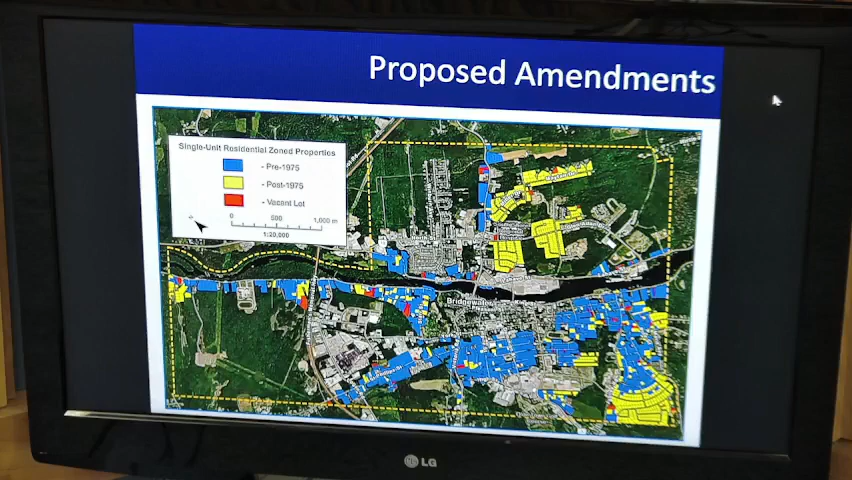 Proposed Amendments
Single-Unit Residential Zoned Properties
- Pre-1975
- Post-1975
- Vacant Lot
0 500 1,000 m
1:20,000
Bridgewater
LG